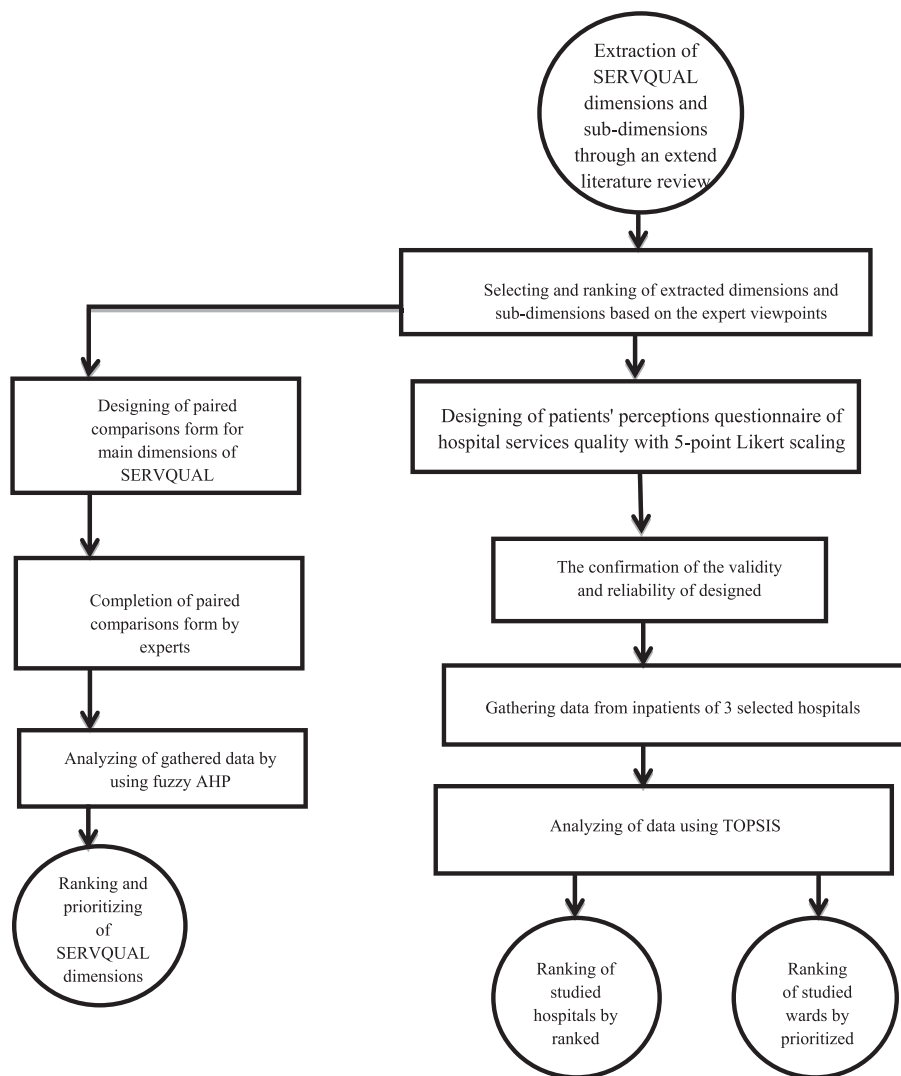 Extraction of
SERVQUAL
dimensions and
sub-dimensions
through an extend
literature review
Selecting and ranking of extracted dimensions and
sub-dimensions based on the expert viewpoints
Designing of paired
comparisons form for
main dimensions of
SERVQUAL
Designing of patients' perceptions questionnaire of
hospital services quality with 5-point Likert scaling
The confirmation of the validity
and reliability of designed
Completion of paired
comparisons form by
experts
Gathering data from inpatients of 3 selected hospitals
Analyzing of gathered data by
using fuzzy AHP
Analyzing of data using TOPSIS
Ranking and
prioritizing
of
SERVQUAL
dimensions
Ranking of
studied
hospitals by
ranked
Ranking
of studied
wards by
prioritized